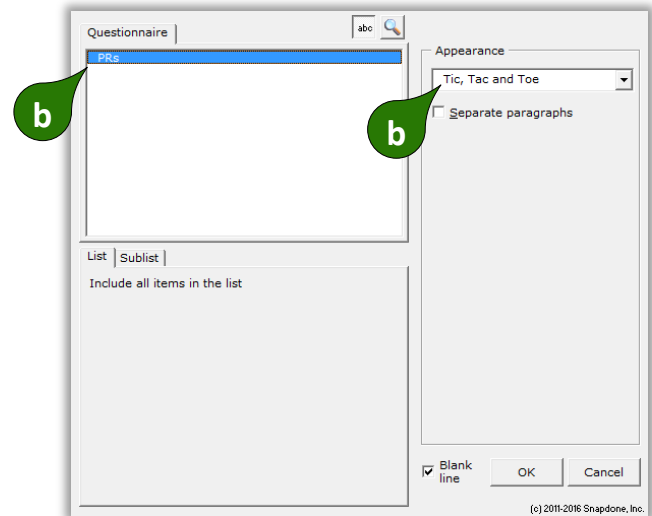 Questionnaire
abc
PRs
b
List
Sublist
Include all items in the list
Appearance
Tic, Tac and Toe
b
Separate paragraphs
Blank
line
OK
Cancel
(c) 2011-2016 Snapdone, Inc.